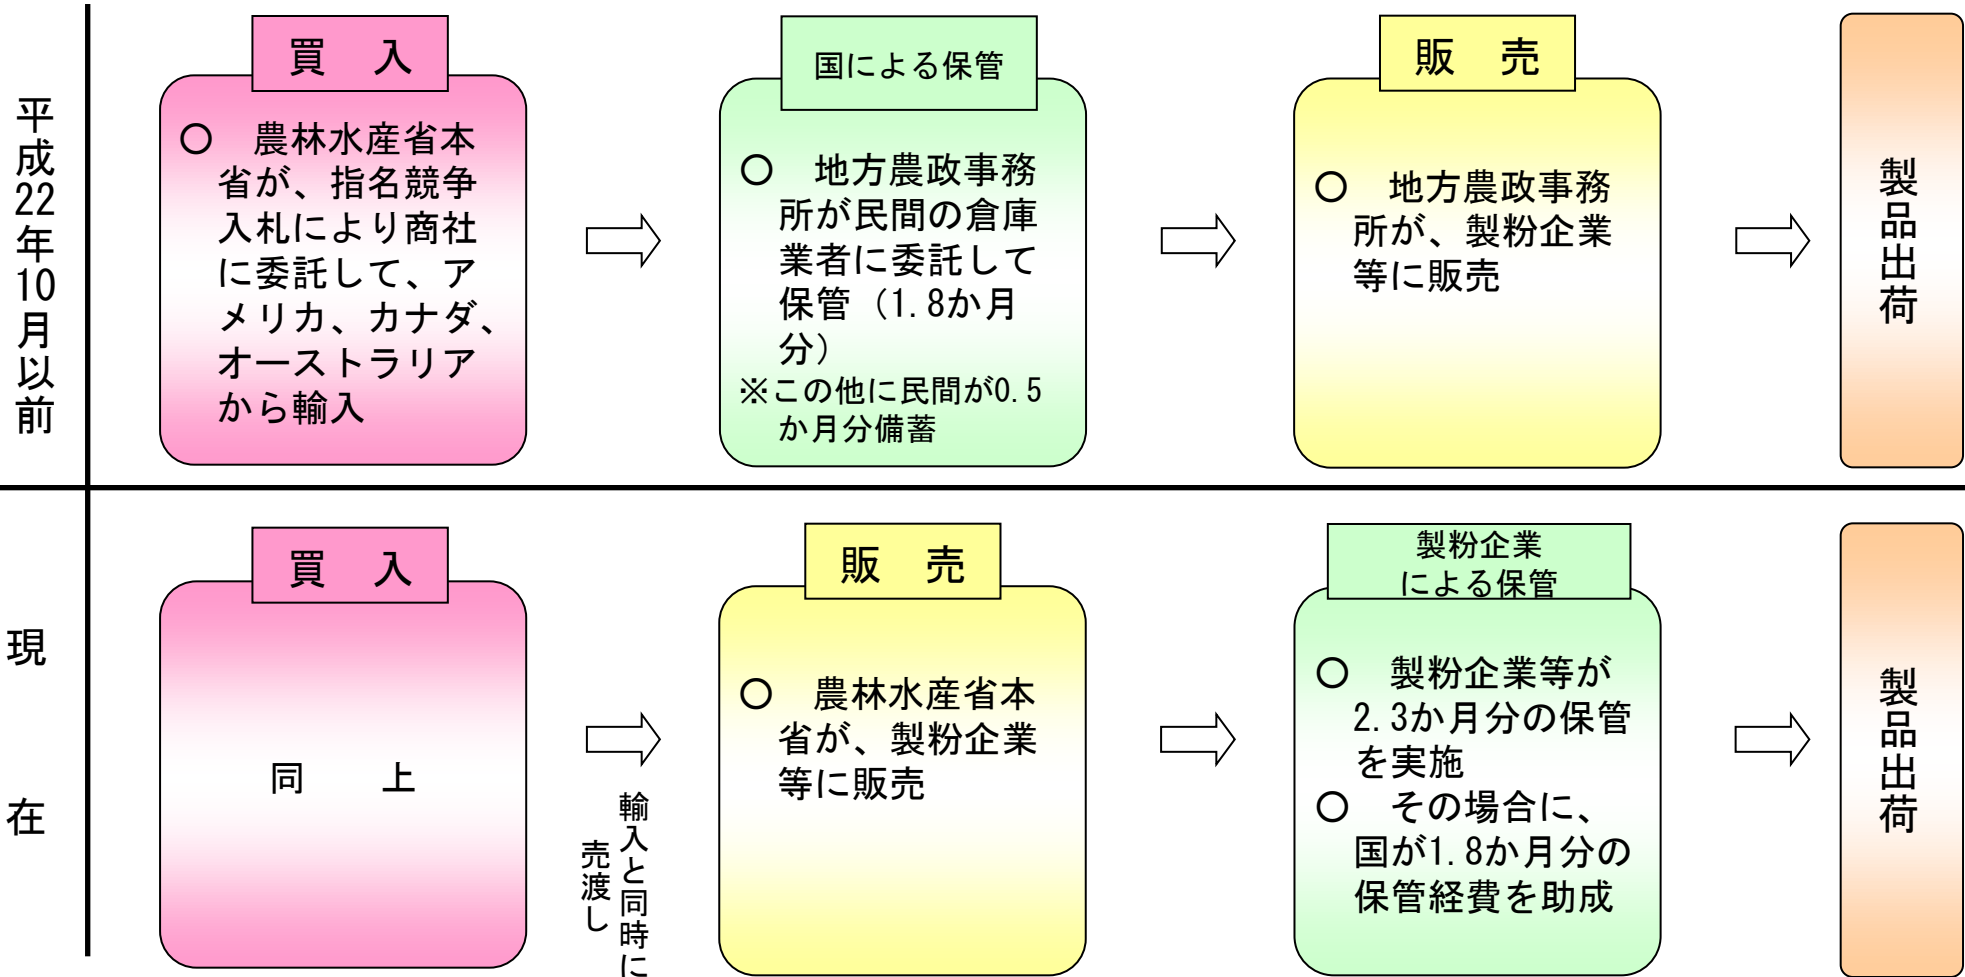 平成22年10月以前
買 入
○ 農林水産省本
省が、指名競争
入札により商社
に委託して、ア
メリカ、カナダ、
オーストラリア
から輸入
国による保管
○ 地方農政事務
所が民間の倉庫
業者に委託して
保管（1.8か月
分）
※この他に民間が0.5
か月分備蓄
販 売
○ 地方農政事務
所が、製粉企業
等に販売
製品出荷
現在
買 入
同 上
輸入と同時に
売渡し
販 売
○ 農林水産省本
省が、製粉企業
等に販売
製粉企業
による保管
○ 製粉企業等が
2.3か月分の保管
を実施
○ その場合に、
国が1.8か月分の
保管経費を助成
製品出荷